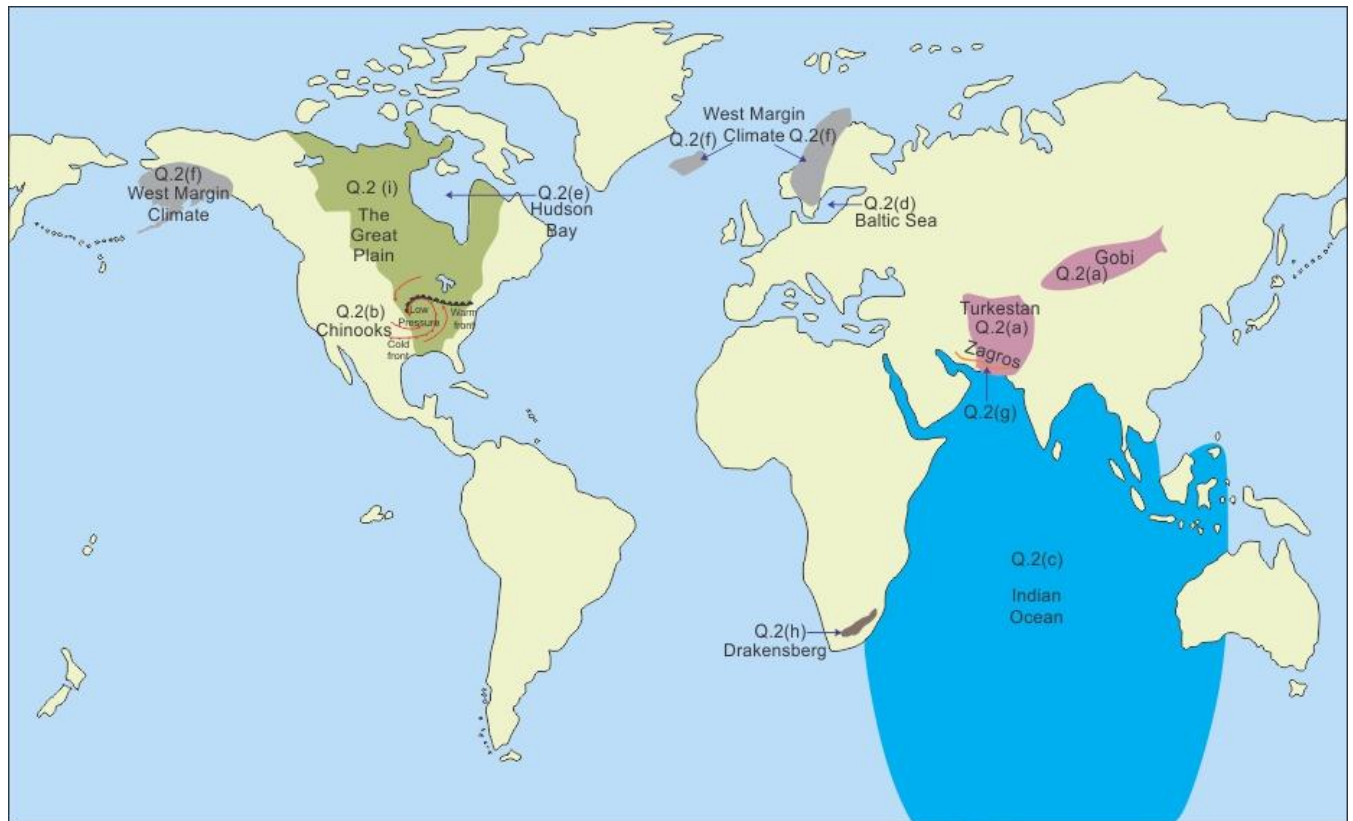 Q.2(f)
West Margin
Climate
Q.2 (i)
The
Great
Plain
Q.2(e)
Hudson
Bay
West Margin
Q.2(f)
Climate Q.2(f)
Q.2(d)
Baltic Sea
Gobi
Q.2(a)
Turkestan
Q.2(a)
Zagros
Q.2(g)
Q.2(b)
Chinooks
Low
Pressure
Warm
front
Cold
front
Q.2(c)
Indian
Ocean
Q.2(h)
Drakensberg